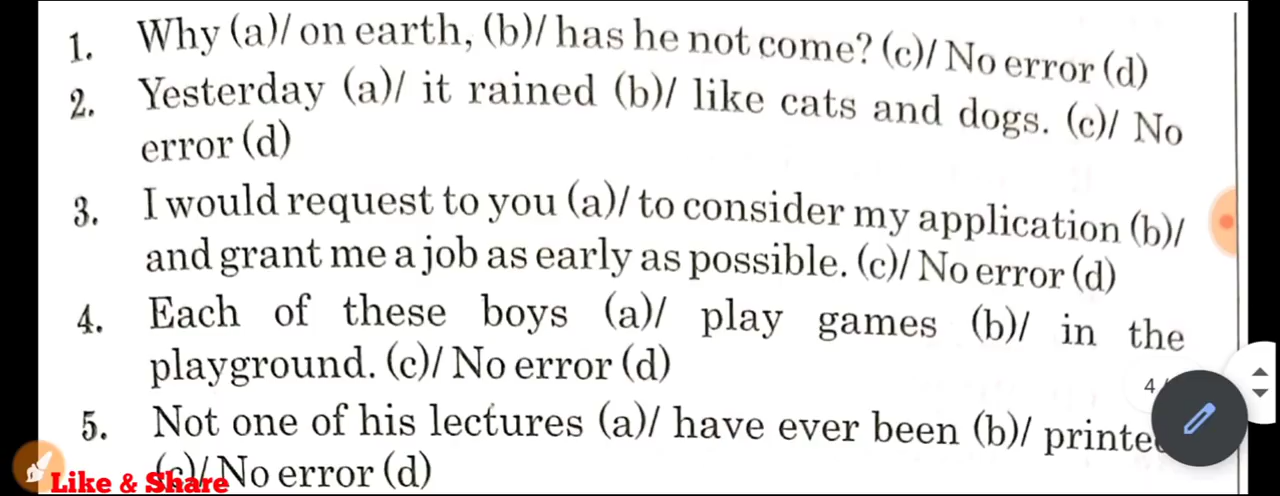 1. Why (a)/ on earth, (b)/ has he not come? (c)/ No error (d)
2. Yesterday (a)/ it rained (b)/ like cats and dogs. (c)/ No
error (d)
3. I would request to you (a)/ to consider my application (b)/
and grant me a job as early as possible. (c)/ No error (d)
4. Each of these boys (a)/ play games (b)/ in the
playground. (c)/ No error (d)
4
5. Not one of his lectures (a)/ have ever been (b)/
(c)/ No error (d)
Like & Share